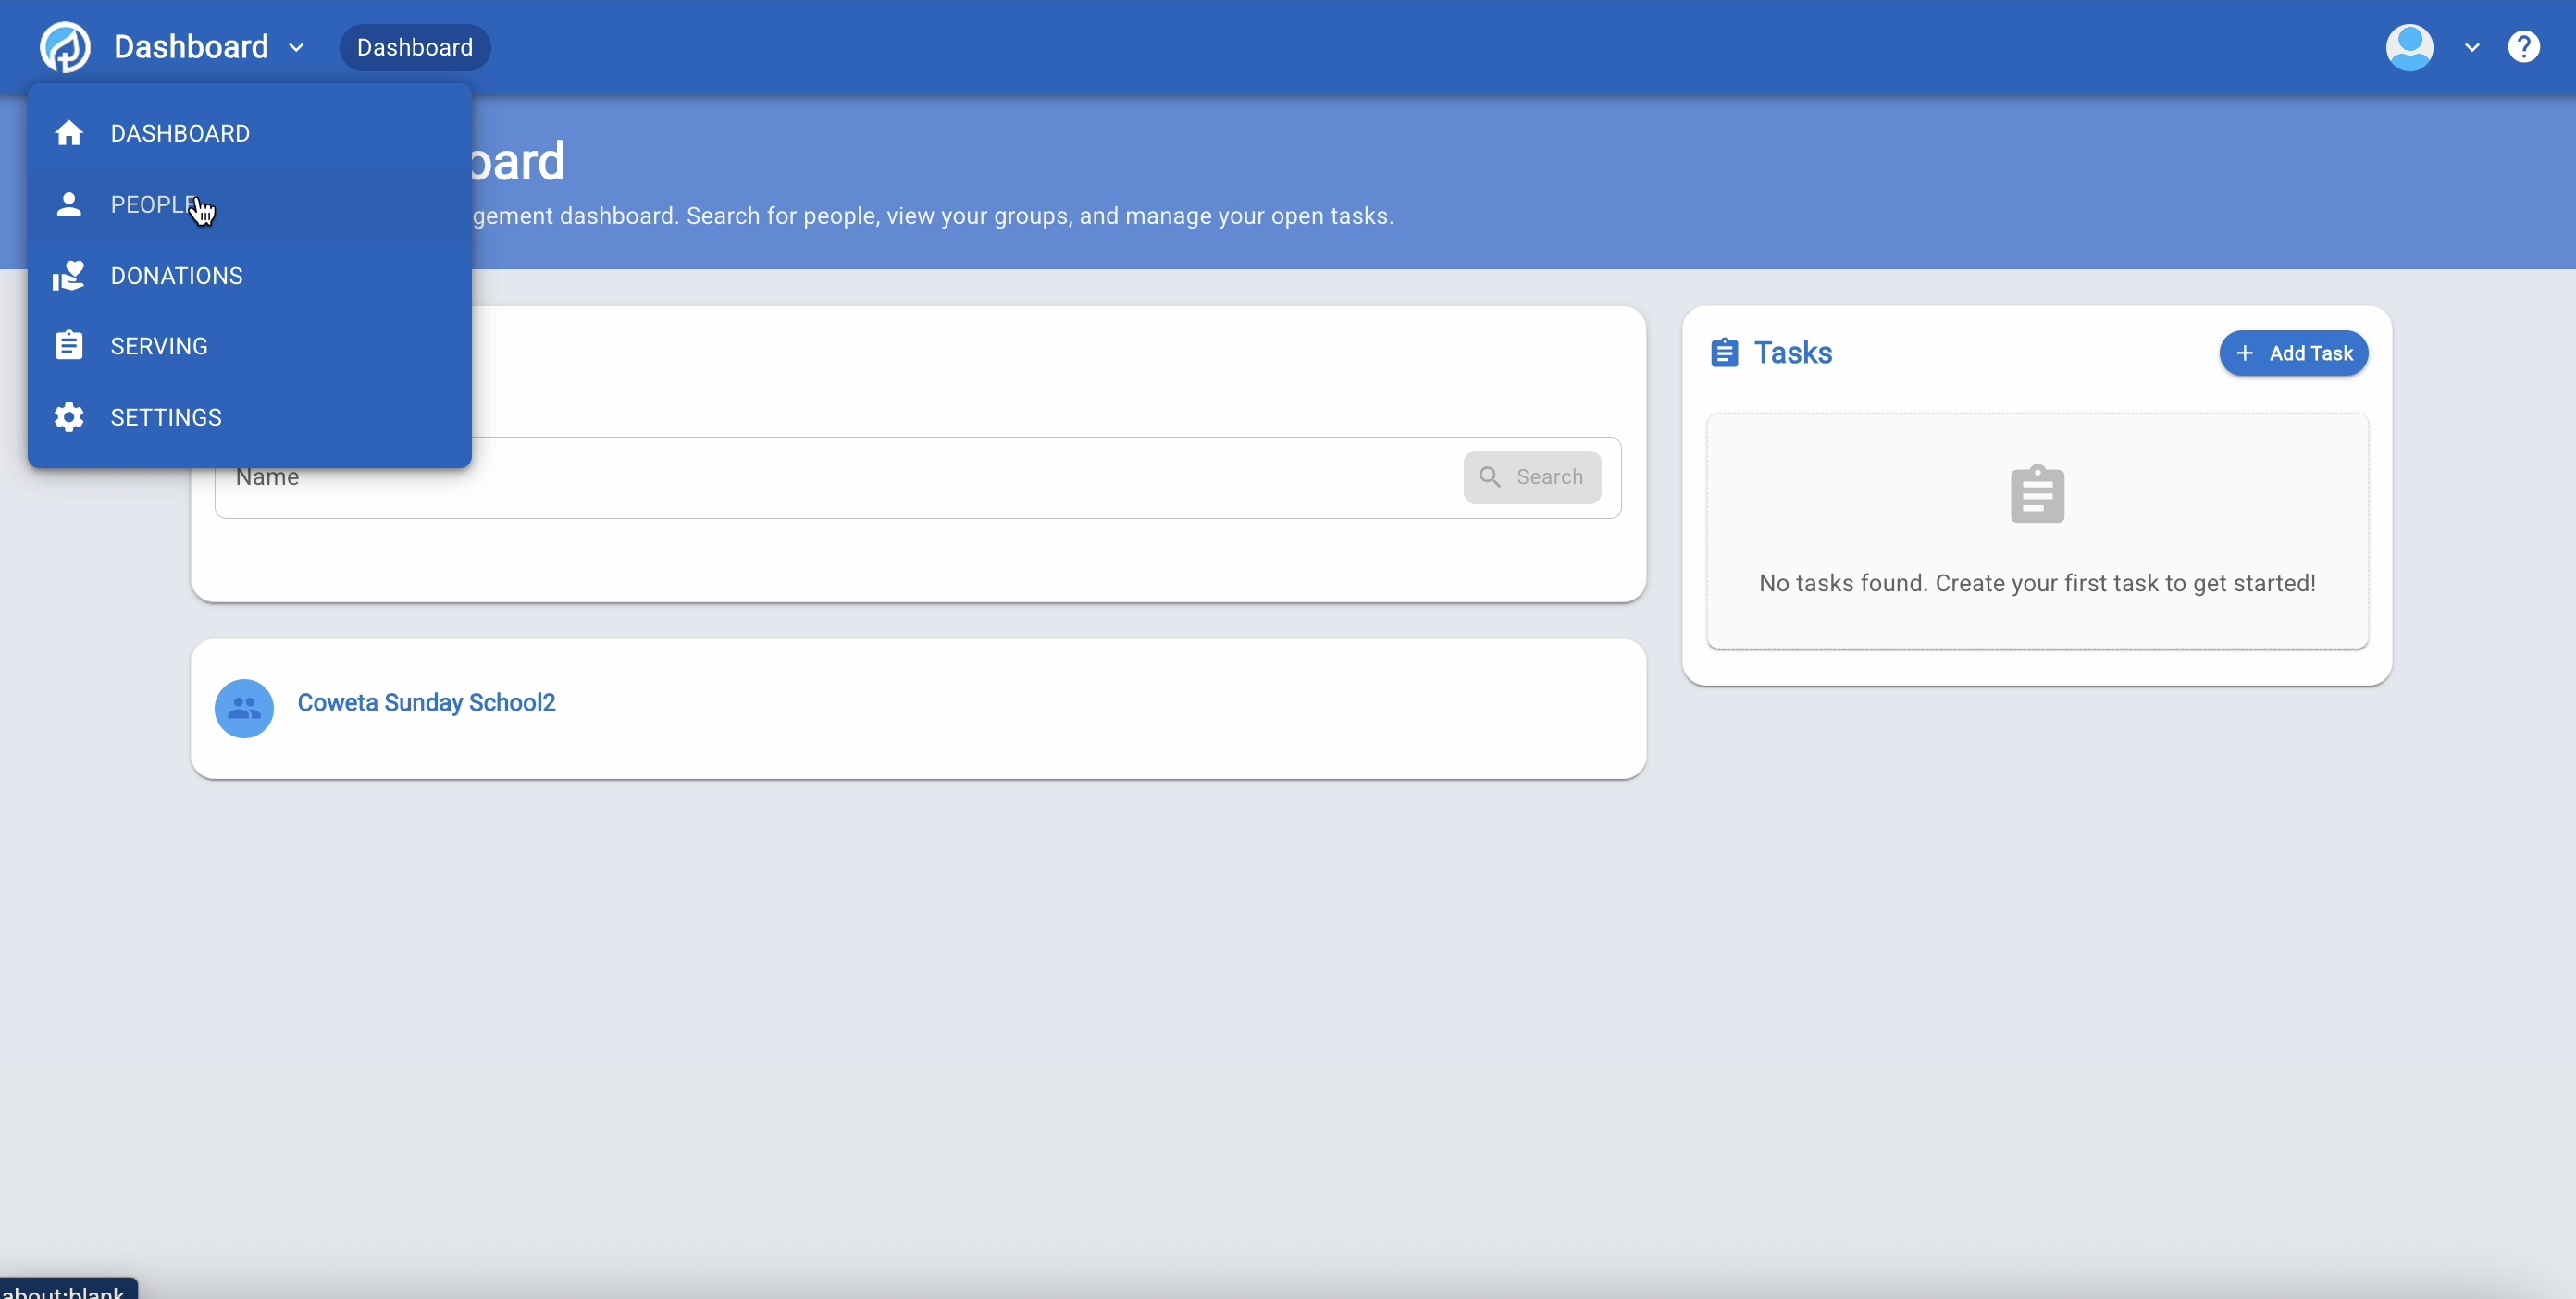 Dashboard
Dashboard
DASHBOARD
PEOPLE
DONATIONS
SERVING
SETTINGS
oard
gement dashboard. Search for people, view your groups, and manage your open tasks.
Name
Search
Coweta Sunday School2
Tasks
Add Task
No tasks found. Create your first task to get started!
about:blank